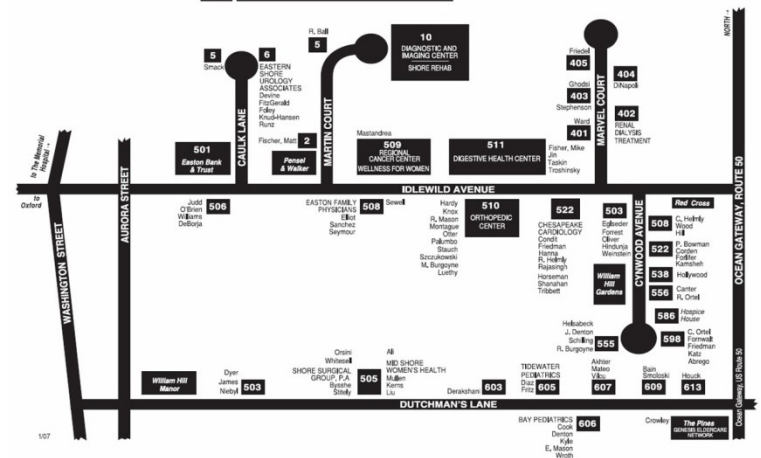 NORTH→
R. Ball
5
10
DIAGNOSTIC AND
IMAGING CENTER
SHORE REHAB
5
Smack
6
EASTERN
SHORE
UROLOGY
ASSOCIATES
Devine
FitzGerald
Foley
Knud-Hansen
Runz
Friedel
405
404
DiNapoli
Ghodsi
403
Stephenson
402
RENAL
DIALYSIS
TREATMENT
Ward
401
to The Memorial
Hospital →
CAULK LANE
MARTIN COURT
MARVEL COURT
Fischer, Matt
2
501
Easton Bank
& Trust
Pensel
& Walker
Mastandrea
509
REGIONAL
CANCER CENTER
WELLNESS FOR WOMEN
511
DIGESTIVE HEALTH CENTER
Fisher, Mike
Jin
Taskin
Troshinsky
IDLEWILD AVENUE
to
Oxford
WASHINGTON STREET
AURORA STREET
OCEAN GATEWAY, ROUTE 50
Judd
O'Brien
Williams
DeBorja
506
EASTON FAMILY
PHYSICIANS
Elliot
Sanchez
Seymour
508
Sewell
Hardy
Knox
R. Mason
Montague
Otter
Palumbo
Stauch
Szczukowski
M. Burgoyne
Luethy
510
ORTHOPEDIC
CENTER
522
CHESAPEAKE
CARDIOLOGY
Condit
Friedman
Hanna
R. Helmly
Rajasingh
Horseman
Shanahan
Tribbett
503
Eglseder
Forrest
Oliver
Hindunja
Weinstein
William
Hill
Gardens
CYNWOOD AVENUE
Red Cross
508
C. Helmly
Wood
Hill
522
P. Bowman
Corden
Fortifer
Kamsheh
538
Hollywood
556
Canter
R. Ortel
586
Hospice
House
598
C. Ortel
Fornwalt
Friedman
Katz
Abrego
Helsabeck
J. Denton
Schilling
R. Burgoyne
555
William Hill
Manor
Dyer
James
Niebyl
503
Orsini
Whitesell
SHORE SURGICAL
GROUP, P.A.
Bysshe
Stitely
505
Ali
MID SHORE
WOMEN'S HEALTH
Mullen
Kerns
Liu
Derakshani
603
TIDEWATER
PEDIATRICS
Diaz
Fritz
605
Akhter
Mateo
607
Bain
Smoloski
609
Houck
613
DUTCHMAN'S LANE
Ocean Gateway, US Route 50
BAY PEDIATRICS
Cook
Denton
Kyle
E. Mason
Wroth
606
Crowley
The Pines
GENESIS ELDERCARE
NETWORK
1/07